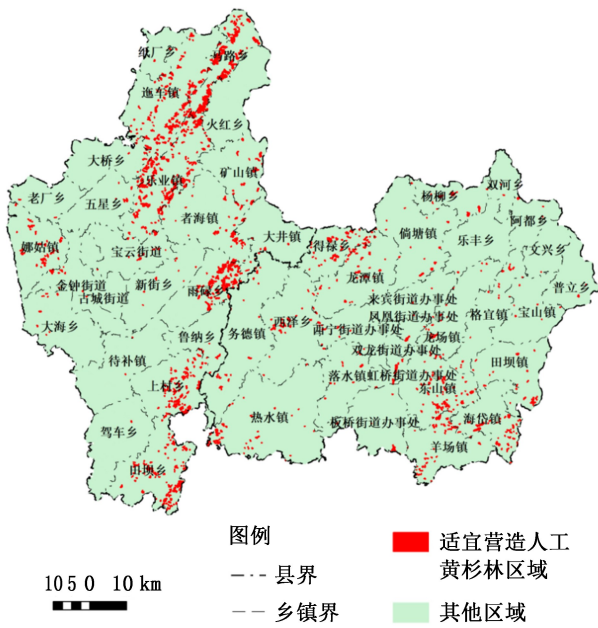 纸厂乡
马路乡
迤车镇
火红乡
大桥乡
矿山镇
乐业镇
老厂乡
五星乡
者海镇
杨柳乡
双河乡
阿都乡
倘塘镇
大井镇
得禄乡
乐丰乡
文兴乡
娜姑镇
宝云街道
龙潭镇
金钟街道
新街乡
雨碌乡
普立乡
古城街道
来宾街道办事处
凤凰街道办事处
格宜镇
宝山镇
大海乡
西泽乡
鲁纳乡
务德镇
西宁街道办事处
龙场镇
双龙街道办事处
待补镇
田坝镇
落水镇
虹桥街道办事处
上村乡
东山镇
热水镇
板桥街道办事处
海岱镇
驾车乡
羊场镇
田坝乡
图例
县界
乡镇界
适宜营造人工
黄杉林区域
其他区域
10 5 0 10 km